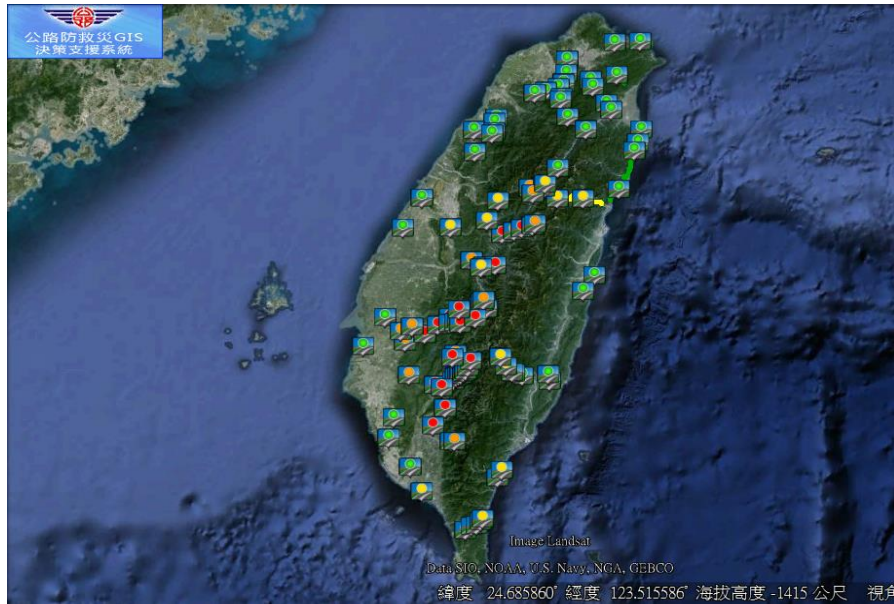 公路防救災GIS
決策支援系統
Image Landsat
Data SIO, NOAA, U.S. Navy, NGA, GEBCO
緯度 24.685860° 經度 123.515586° 海拔高度 -1415 公尺 視